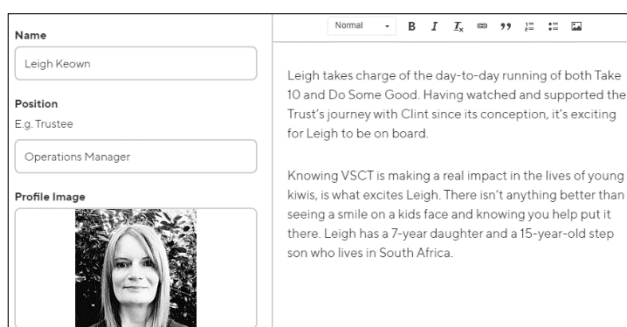 Name
Leigh Keown
Position
E.g. Trustee
Operations Manager
Profile Image
Normal
Leigh takes charge of the day-to-day running of both Take
10 and Do Some Good. Having watched and supported the
Trust's journey with Clint since its conception, it's exciting
for Leigh to be on board.
Knowing VSCT is making a real impact in the lives of young
kiwis, is what excites Leigh. There isn't anything better than
seeing a smile on a kids face and knowing you help put it
there. Leigh has a 7-year daughter and a 15-year-old step
son who lives in South Africa.